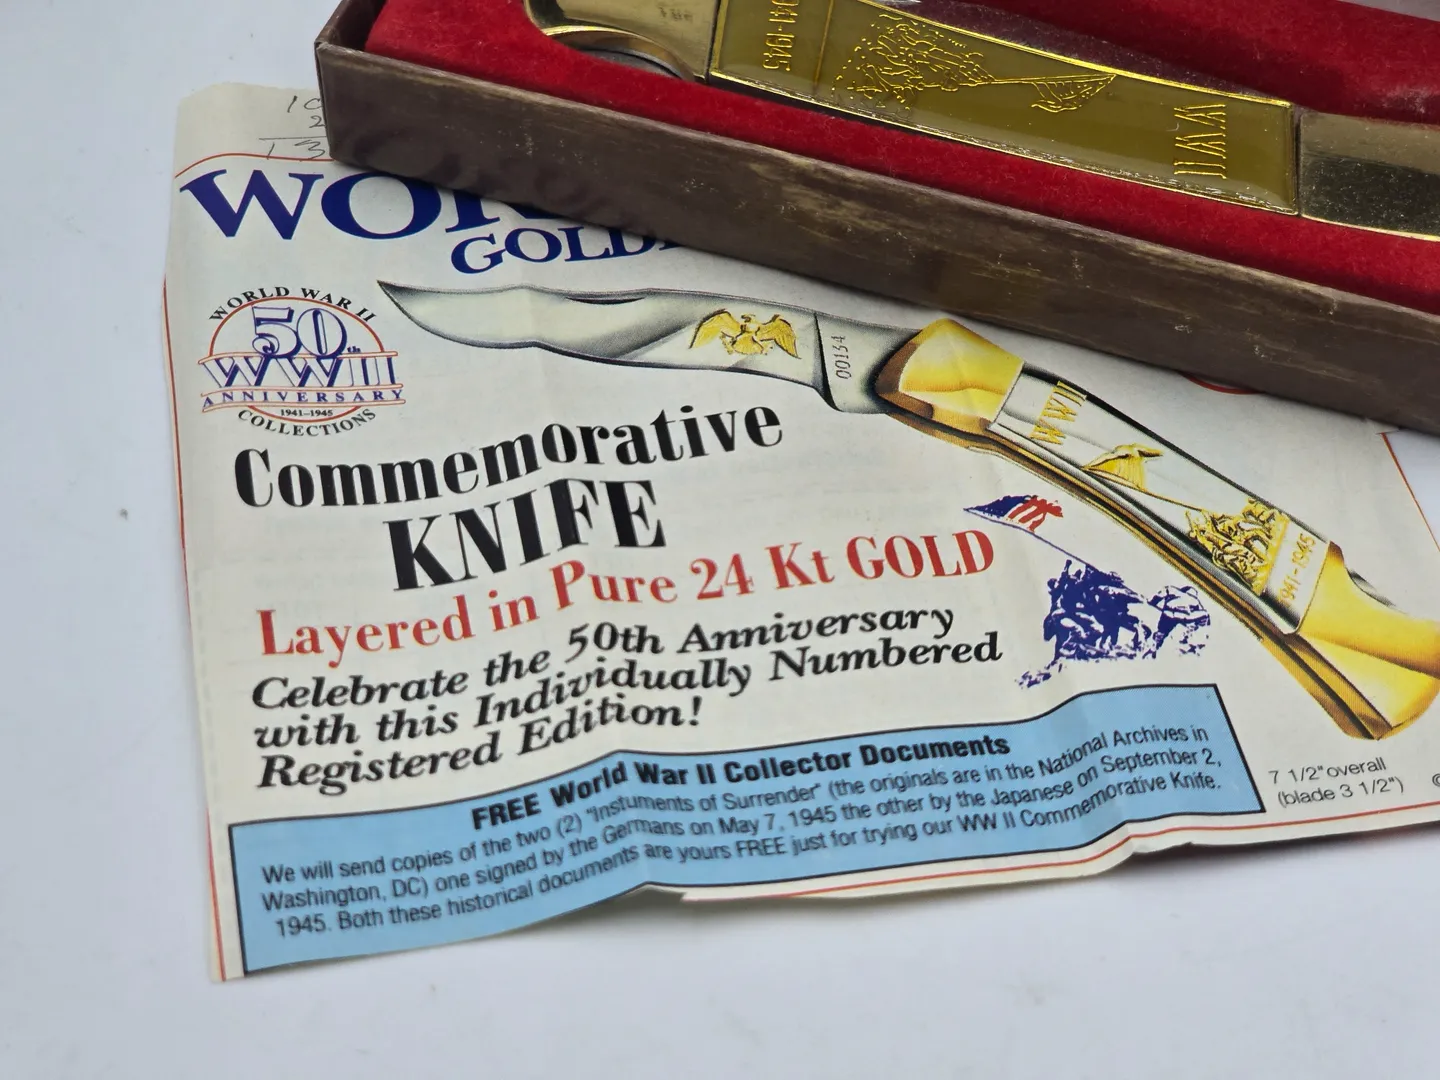 1941-1945
WWII
WORLD WAR II
50th
WWII
ANNIVERSARY
1941-1945
COLLECTIONS
00134
WWII
1941-1945
Commemorative
KNIFE
Layered in Pure 24 Kt GOLD
Celebrate the 50th Anniversary
with this Individually Numbered
Registered Edition!
FREE World War II Collector Documents
We will send copies of the two (2) "Instuments of Surrender" (the originals are in the National Archives in
Washington, DC) one signed by the Germans on May 7, 1945 the other by the Japanese on September 2,
1945. Both these historical documents are yours FREE just for trying our WW II Commemorative Knife.
7 1/2" overall
(blade 3 1/2")
©